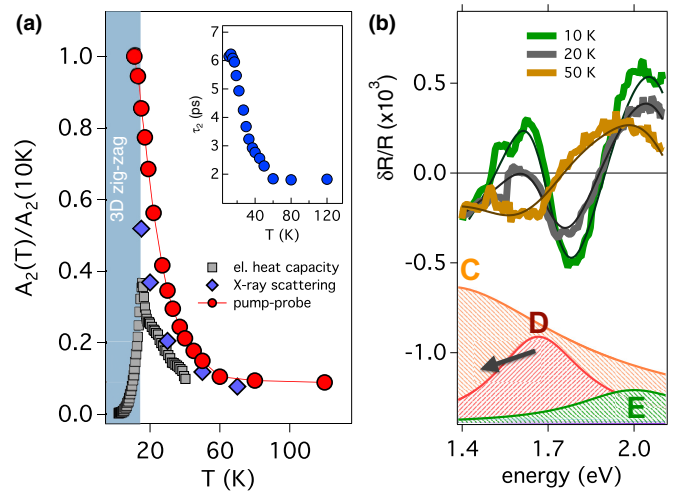 (a)
1.0
0.8
0.6
0.4
0.2
0.0
A₂(T)/A₂(10K)
3D zig-zag
20
60
100
T (K)
7
6
5
4
3
2
τ₂ (ps)
40
80
120
T (K)
el. heat capacity
X-ray scattering
pump-probe
(b)
10 K
20 K
50 K
0.5
0.0
-0.5
-1.0
δR/R (x10³)
C
D
E
1.4
1.7
2.0
energy (eV)